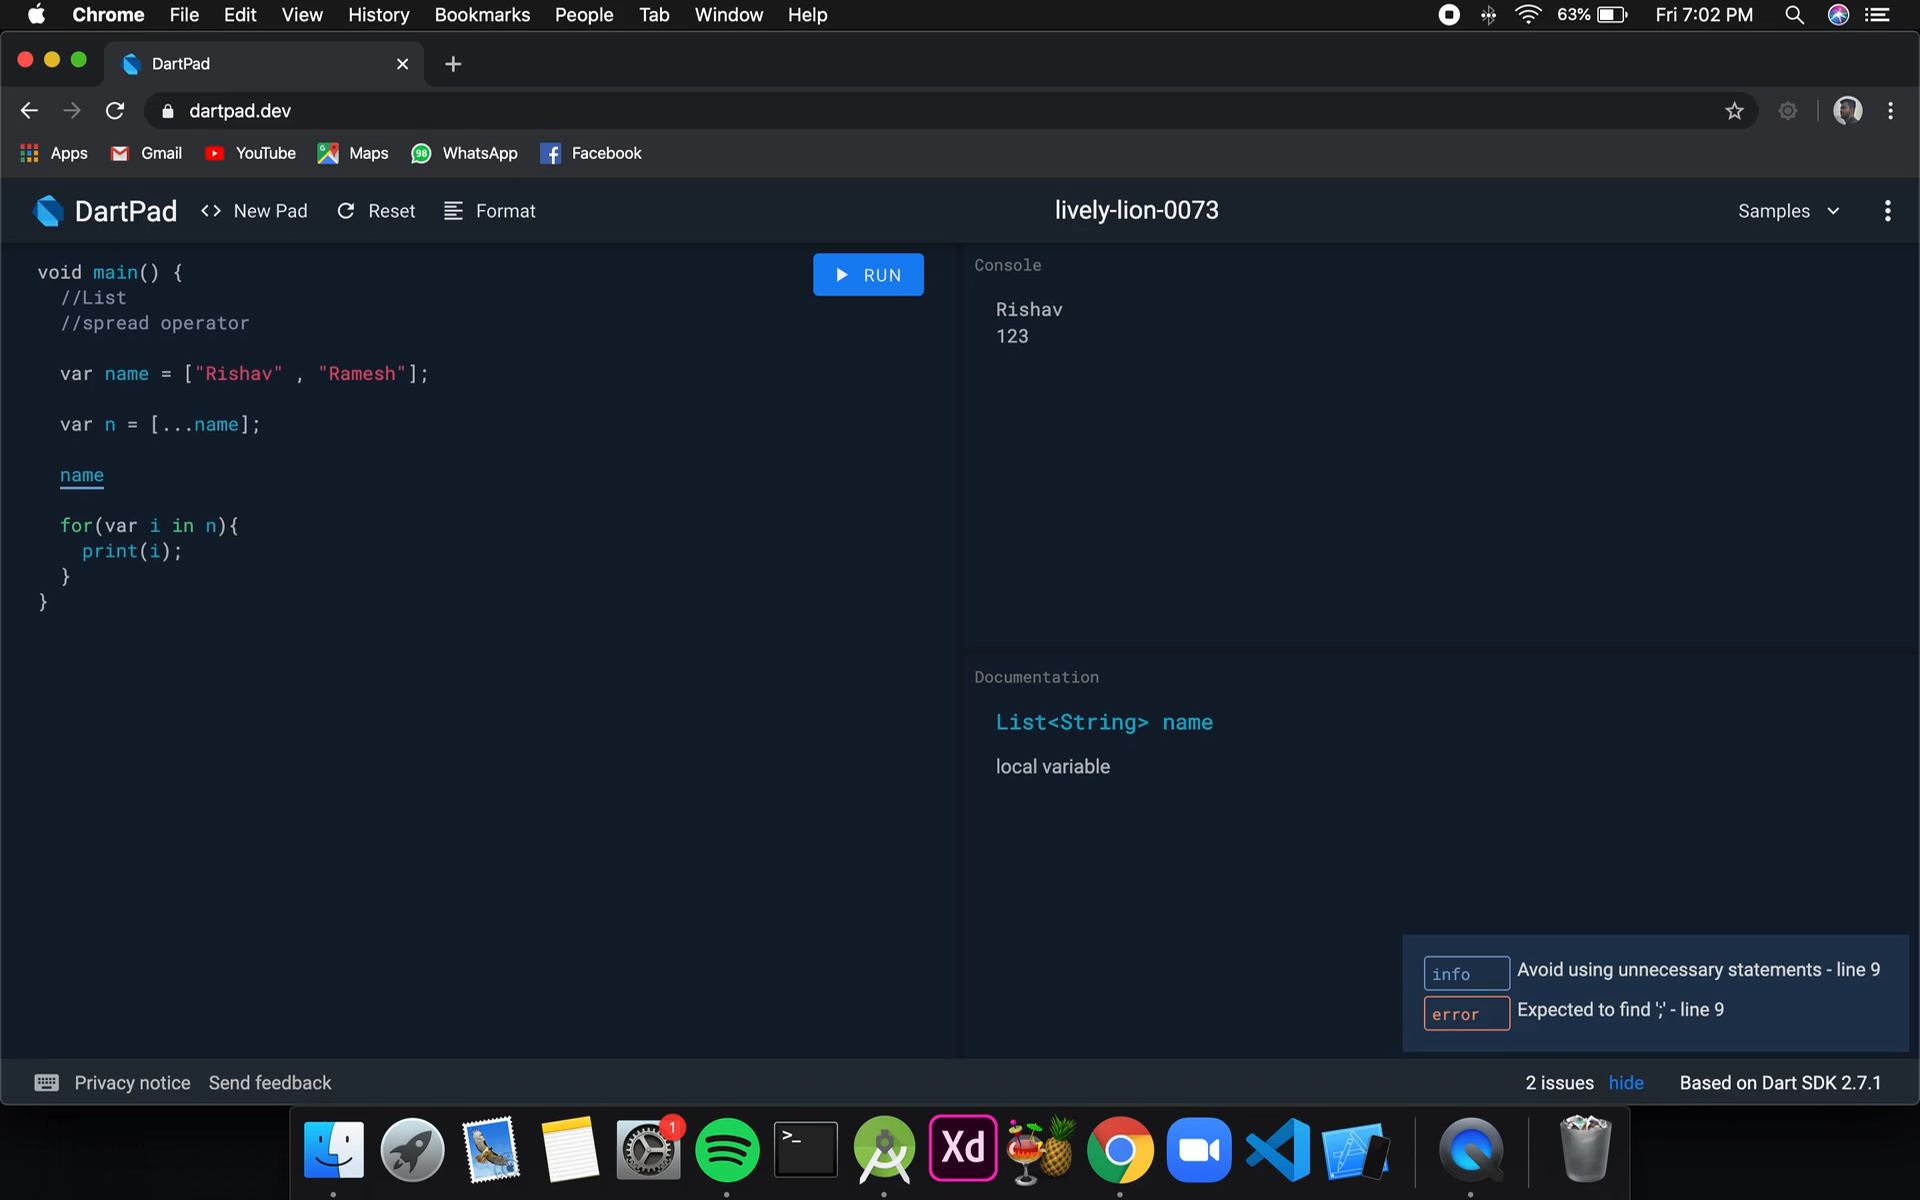 Chrome File Edit View History Bookmarks People Tab Window Help 63% Fri 7:02 PM
DartPad
dartpad.dev
Apps Gmail YouTube Maps 98 WhatsApp Facebook
DartPad <> New Pad Reset Format lively-lion-0073 Samples
void main() {
//List
//spread operator
var name = ["Rishav" , "Ramesh"];
var n = [...name];
name
for(var i in n){
print(i);
}
}
RUN
Console
Rishav
123
Documentation
List<String> name
local variable
info Avoid using unnecessary statements - line 9
error Expected to find ';' - line 9
Privacy notice Send feedback 2 issues hide Based on Dart SDK 2.7.1
1
>_
Xd